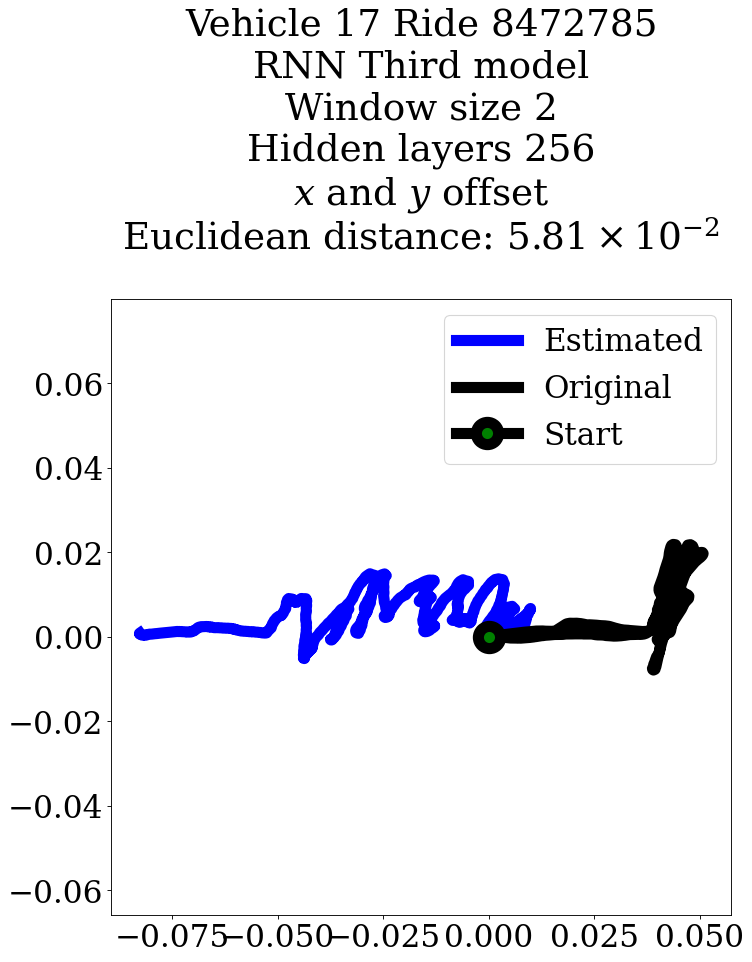 Vehicle 17 Ride 8472785
RNN Third model
Window size 2
Hidden layers 256
x and y offset
Euclidean distance: 5.81 × 10⁻²
Estimated
Original
Start
0.06
0.04
0.02
0.00
−0.02
−0.04
−0.06
−0.075 −0.050 −0.025 0.000 0.025 0.050